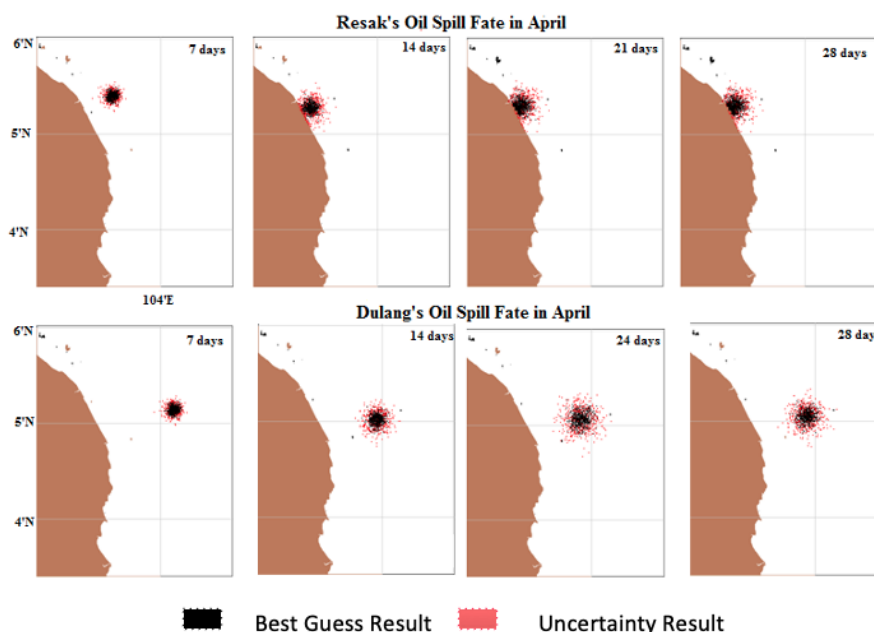 Resak's Oil Spill Fate in April
6'N
5'N
4'N
7 days
14 days
21 days
28 days
104'E
Dulang's Oil Spill Fate in April
6'N
5'N
4'N
7 days
14 days
24 days
28 days
Best Guess Result
Uncertainty Result